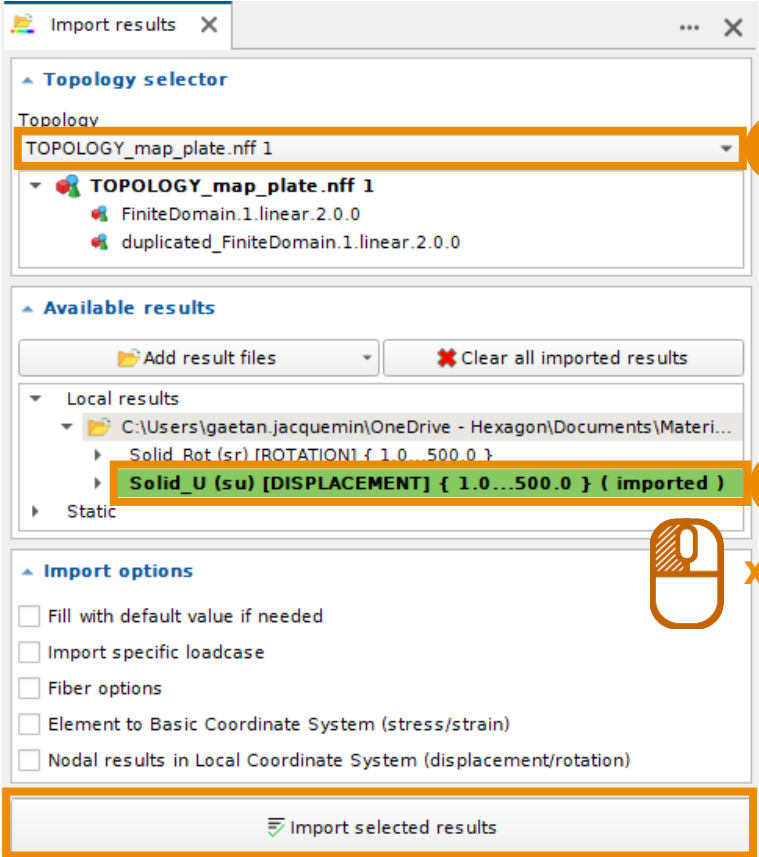 Import results
Topology selector
Topology
TOPOLOGY_map_plate.nff 1
TOPOLOGY_map_plate.nff 1
FiniteDomain.1.linear.2.0.0
duplicated_FiniteDomain.1.linear.2.0.0
Available results
Add result files Clear all imported results
Local results
C:\Users\gaetan.jacquemin\OneDrive - Hexagon\Documents\Materi...
Solid_Rot (sr) [ROTATION] { 1.0...500.0 }
Solid_U (su) [DISPLACEMENT] { 1.0...500.0 } ( imported )
Static
x
Import options
Fill with default value if needed
Import specific loadcase
Fiber options
Element to Basic Coordinate System (stress/strain)
Nodal results in Local Coordinate System (displacement/rotation)
Import selected results